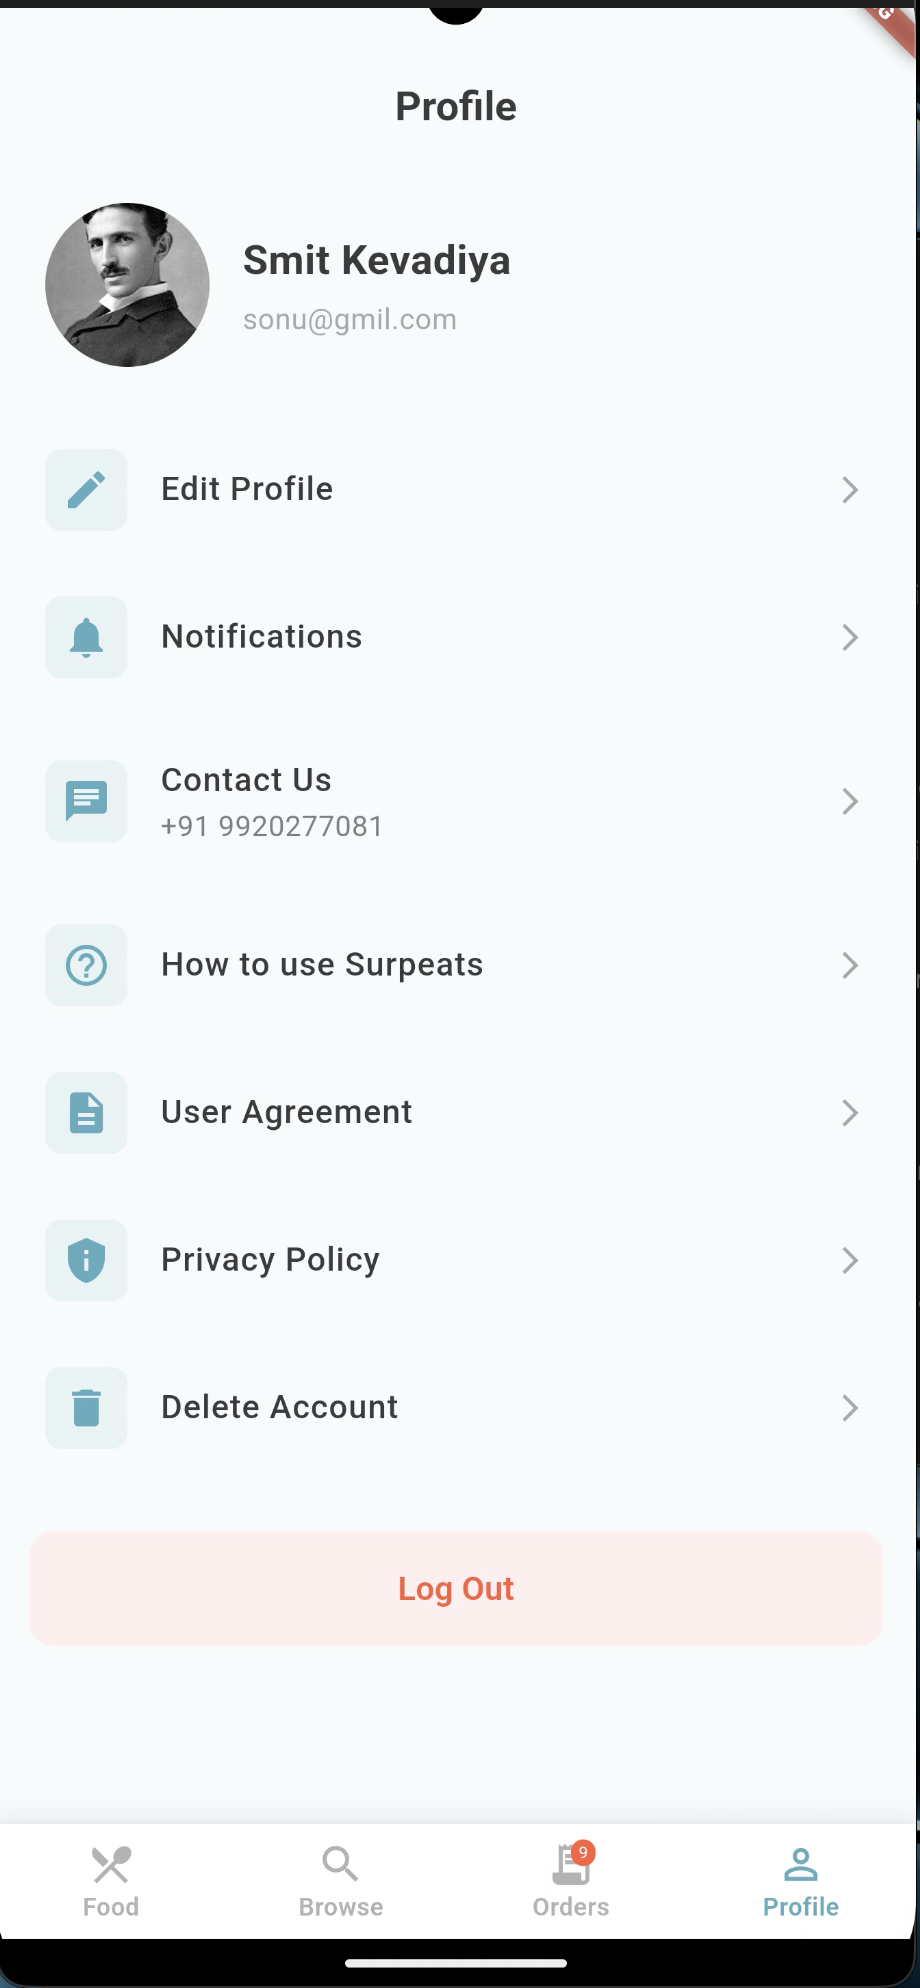 Profile
Smit Kevadiya
sonu@gmil.com
Edit Profile
Notifications
Contact Us
+91 9920277081
How to use Surpeats
User Agreement
Privacy Policy
Delete Account
Log Out
9
Food
Browse
Orders
Profile